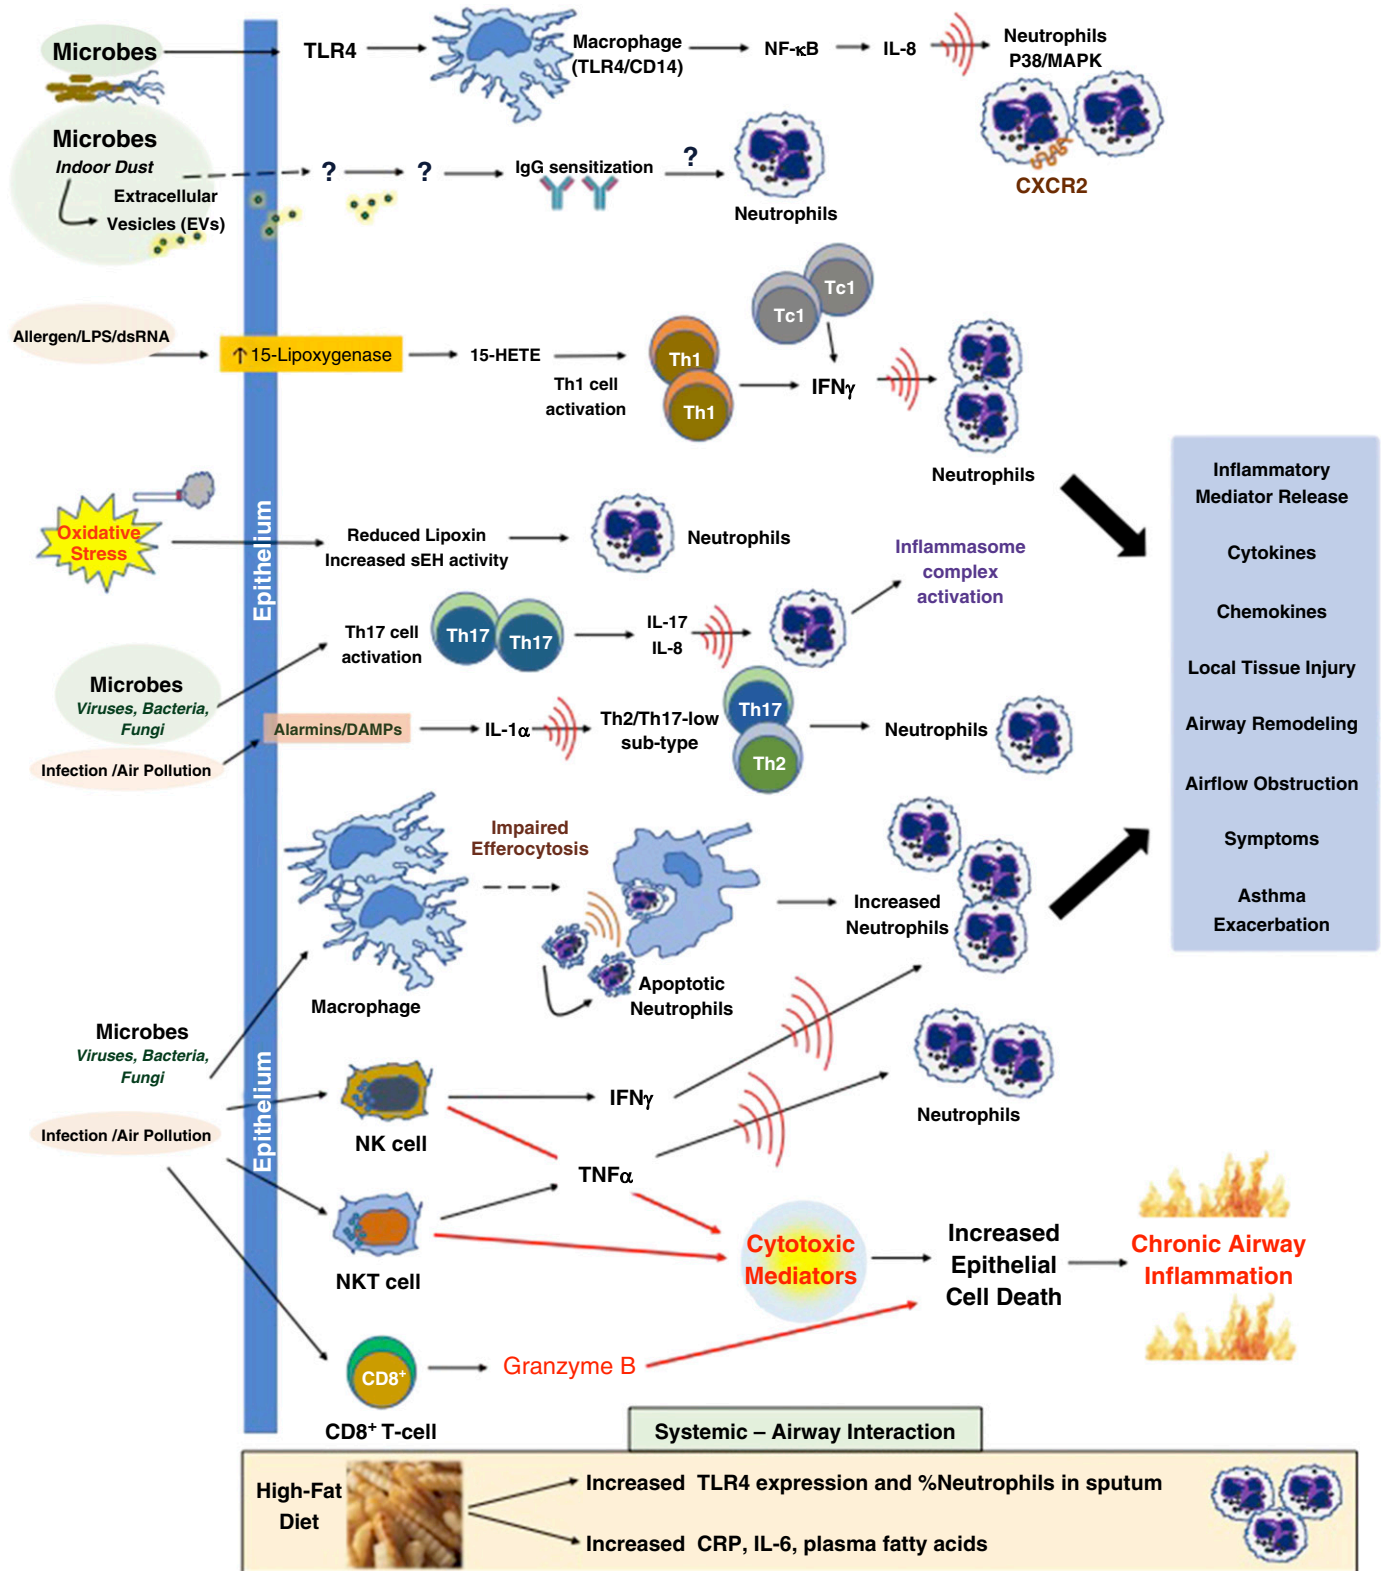 Microbes
TLR4
Macrophage
(TLR4/CD14)
NF-κB
IL-8
Neutrophils
P38/MAPK
CXCR2
Microbes
Indoor Dust
Extracellular
Vesicles (EVs)
?
?
IgG sensitization
?
Neutrophils
Allergen/LPS/dsRNA
↑ 15-Lipoxygenase
15-HETE
Th1 cell
activation
Th1
Th1
Tc1
Tc1
IFNγ
Neutrophils
Epithelium
Oxidative
Stress
Reduced Lipoxin
Increased sEH activity
Neutrophils
Inflammasome
complex
activation
Microbes
Viruses, Bacteria,
Fungi
Th17 cell
activation
Th17
Th17
IL-17
IL-8
Infection /Air Pollution
Alarmins/DAMPs
IL-1α
Th2/Th17-low
sub-type
Th17
Th2
Neutrophils
Inflammatory
Mediator Release
Cytokines
Chemokines
Local Tissue Injury
Airway Remodeling
Airflow Obstruction
Symptoms
Asthma
Exacerbation
Impaired
Efferocytosis
Macrophage
Apoptotic
Neutrophils
Increased
Neutrophils
Microbes
Viruses, Bacteria,
Fungi
Infection /Air Pollution
Epithelium
NK cell
IFNγ
Neutrophils
TNFα
NKT cell
Cytotoxic
Mediators
Increased
Epithelial
Cell Death
Chronic Airway
Inflammation
CD8+
CD8+ T-cell
Granzyme B
Systemic – Airway Interaction
High-Fat
Diet
Increased TLR4 expression and %Neutrophils in sputum
Increased CRP, IL-6, plasma fatty acids